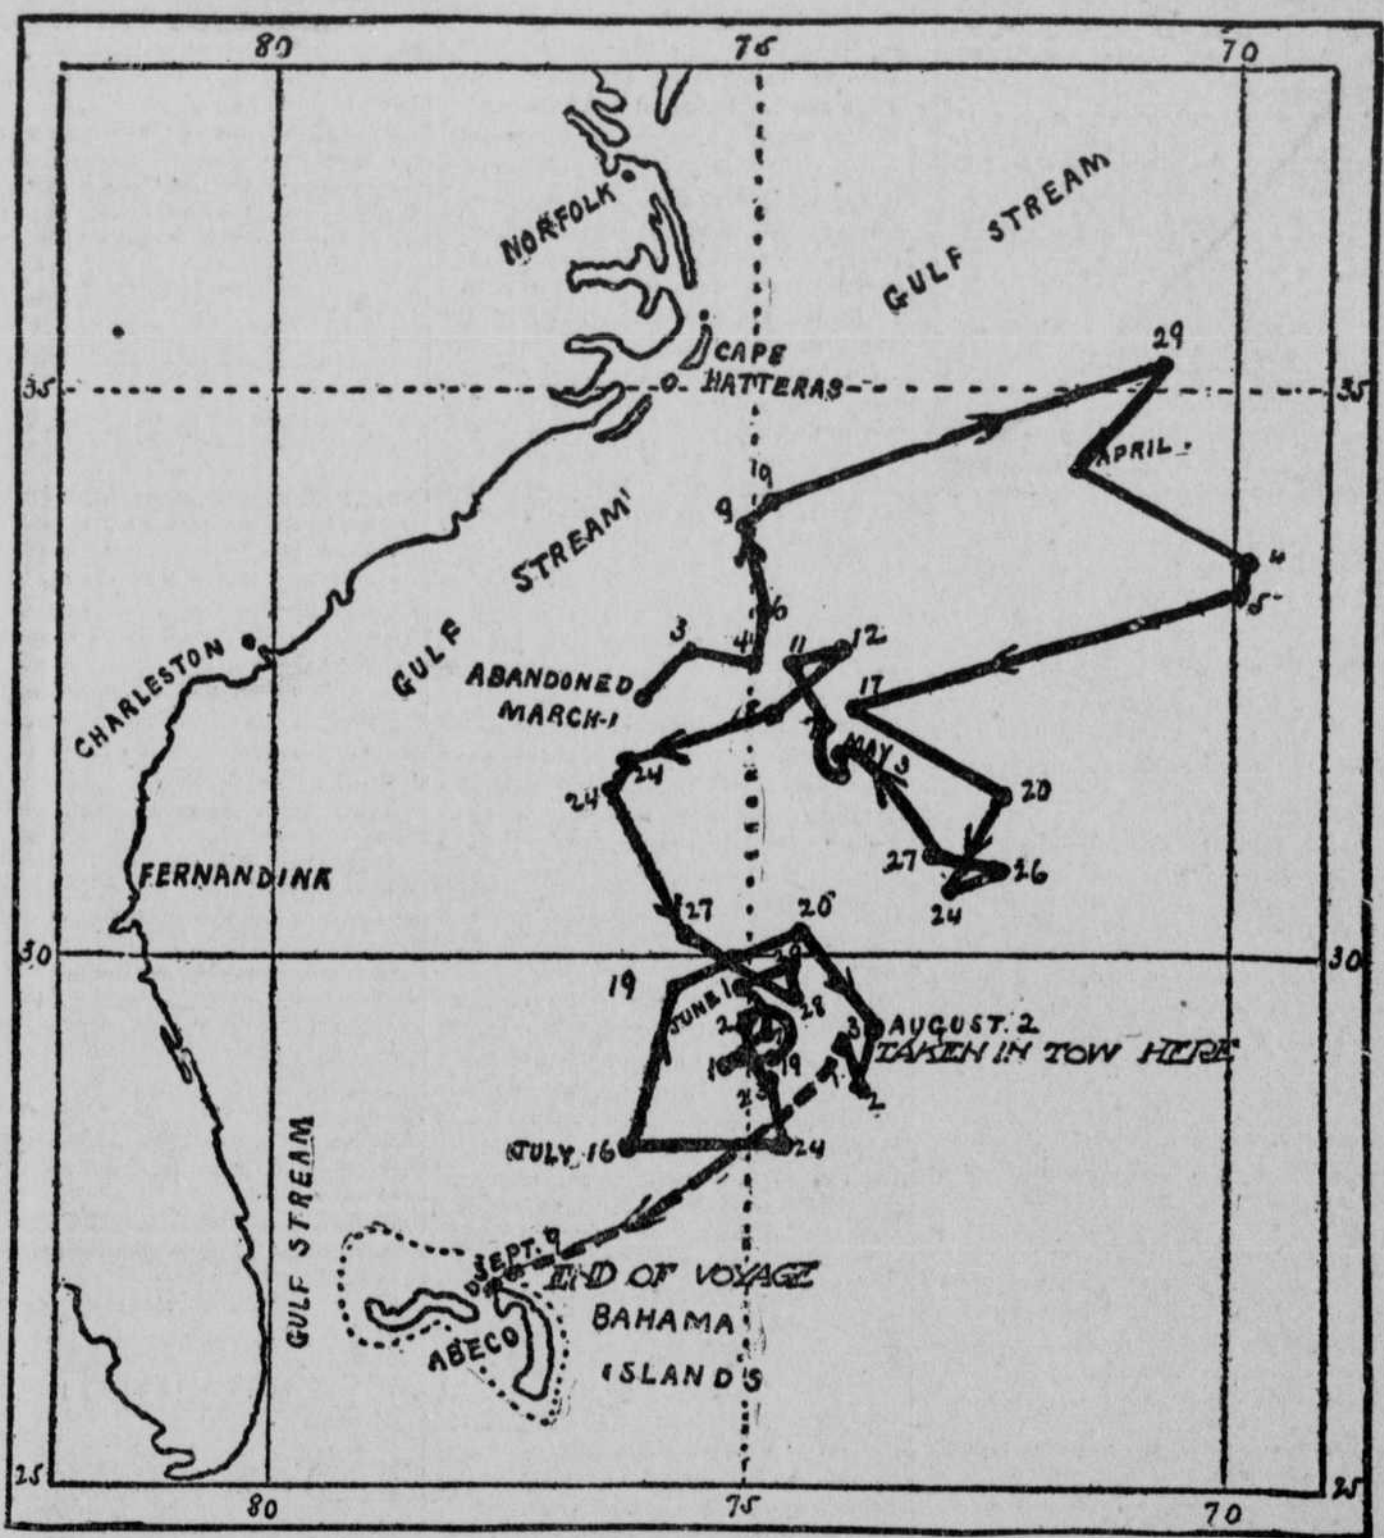 80 75 70
NORFOLK
GULF STREAM
29
CAPE
HATTERAS
35 35
APRIL.
19
9
GULF STREAM
4
5
6
3 4 11 12
CHARLESTON
ABANDONED
MARCH-1
17
MAY 3
24
24
20
FERNANDINA
27 26
24
27 26
30 30
19
JUNE 1
28
AUGUST. 2
3
TAKEN IN TOW HERE
19
2
JULY 16 24
GULF STREAM
SEPT. 9
END OF VOYAGE
ABECO
BAHAMA
ISLANDS
25 25
80 75 70